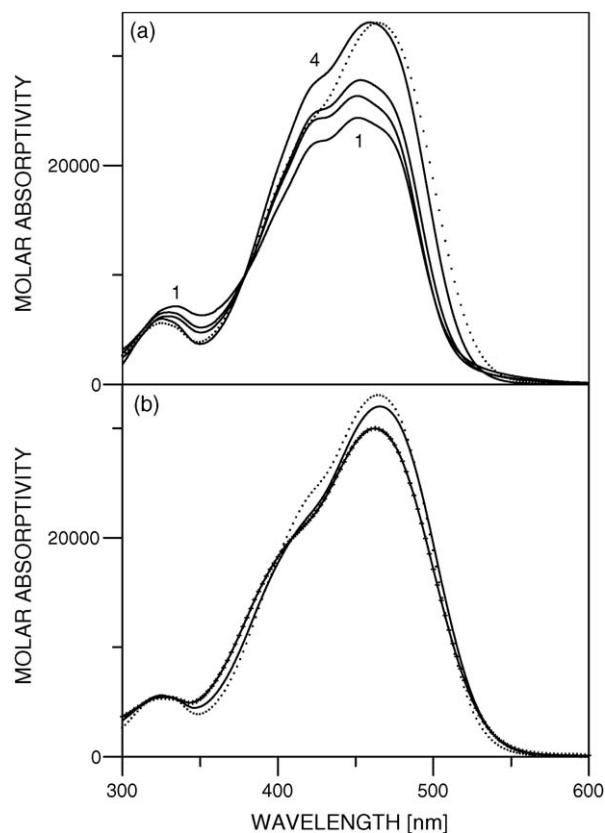 (a)
4
1
1
MOLAR ABSORPTIVITY
20000
0
(b)
MOLAR ABSORPTIVITY
20000
0
300
400
500
600
WAVELENGTH [nm]